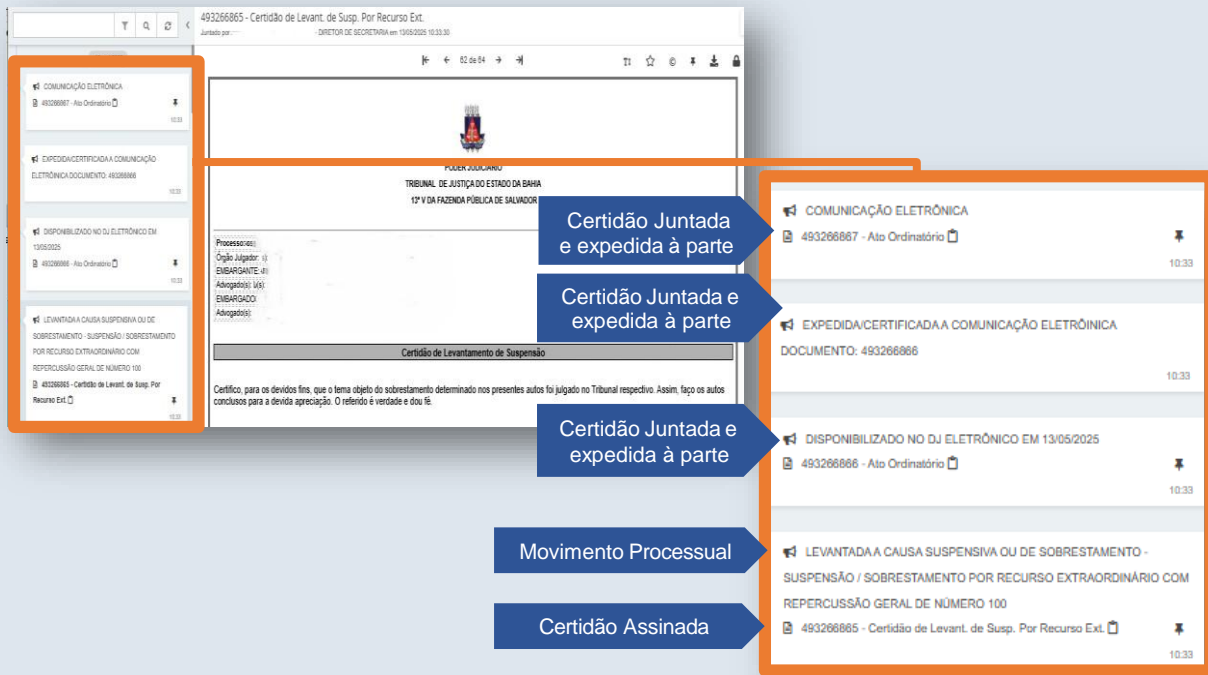 493266865 - Certidão de Levant. de Susp. Por Recurso Ext.
Juntado por: - DIRETOR DE SECRETARIA em 13/05/2025 10:33:30
62 de 64
COMUNICAÇÃO ELETRÔNICA
493266867 - Ato Ordinatório
10:33
EXPEDIDA/CERTIFICADA A COMUNICAÇÃO
ELETRÔINICA DOCUMENTO: 493266866
10:33
DISPONIBILIZADO NO DJ ELETRÔNICO EM
13/05/2025
493266866 - Ato Ordinatório
10:33
LEVANTADA A CAUSA SUSPENSIVA OU DE
SOBRESTAMENTO - SUSPENSÃO / SOBRESTAMENTO
POR RECURSO EXTRAORDINÁRIO COM
REPERCUSSÃO GERAL DE NÚMERO 100
493266865 - Certidão de Levant. de Susp. Por
Recurso Ext.
10:33
PODER JUDICIÁRIO
TRIBUNAL DE JUSTIÇA DO ESTADO DA BAHIA
13ª V DA FAZENDA PÚBLICA DE SALVADOR
Processo:
Órgão Julgador:
EMBARGANTE:
Advogado(s):
EMBARGADO:
Advogado(s):
Certidão de Levantamento de Suspensão
Certifico, para os devidos fins, que o tema objeto do sobrestamento determinado nos presentes autos foi julgado no Tribunal respectivo. Assim, faço os autos
conclusos para a devida apreciação. O referido é verdade e dou fé.
Certidão Juntada
e expedida à parte
Certidão Juntada e
expedida à parte
Certidão Juntada e
expedida à parte
Movimento Processual
Certidão Assinada
COMUNICAÇÃO ELETRÔNICA
493266867 - Ato Ordinatório
10:33
EXPEDIDA/CERTIFICADA A COMUNICAÇÃO ELETRÔINICA
DOCUMENTO: 493266866
10:33
DISPONIBILIZADO NO DJ ELETRÔNICO EM 13/05/2025
493266866 - Ato Ordinatório
10:33
LEVANTADA A CAUSA SUSPENSIVA OU DE SOBRESTAMENTO -
SUSPENSÃO / SOBRESTAMENTO POR RECURSO EXTRAORDINÁRIO COM
REPERCUSSÃO GERAL DE NÚMERO 100
493266865 - Certidão de Levant. de Susp. Por Recurso Ext.
10:33